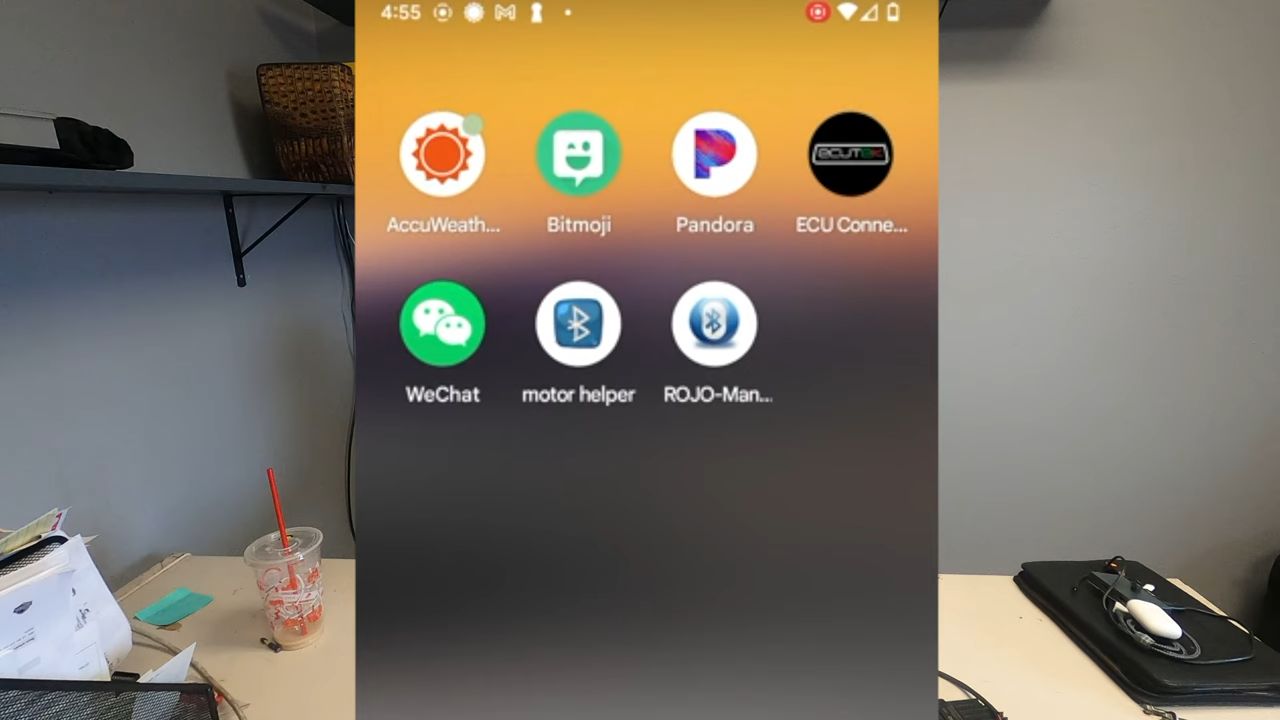 4:55
ECUTEK
AccuWeath...
Bitmoji
Pandora
ECU Conne...
WeChat
motor helper
ROJO-Man...